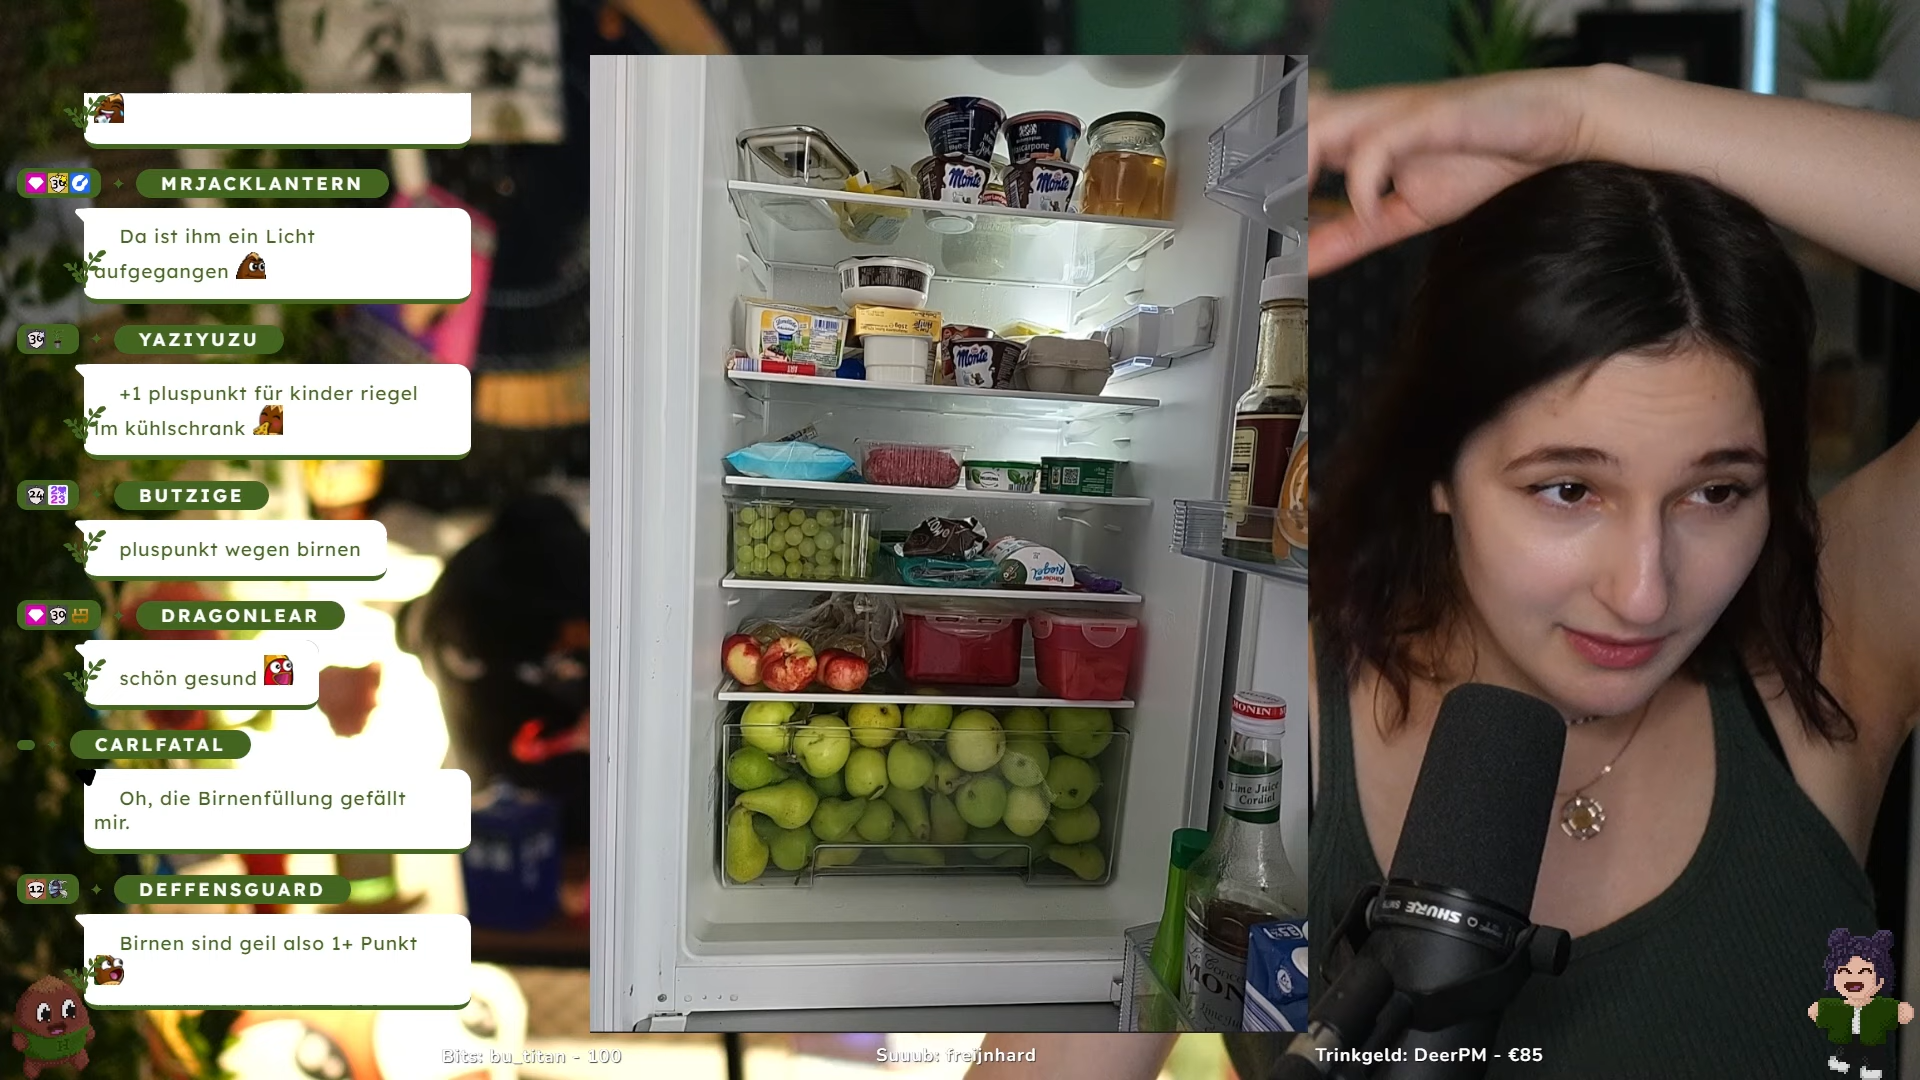 MRJACKLANTERN
Da ist ihm ein Licht
aufgegangen
YAZIYUZU
+1 pluspunkt für kinder riegel
im kühlschrank
BUTZIGE
pluspunkt wegen birnen
DRAGONLEAR
schön gesund
CARLFATAL
Oh, die Birnenfüllung gefällt
mir.
DEFFENSGUARD
Birnen sind geil also 1+ Punkt
Monte
Monte
Monte
Riegel
MONIN
Lime Juice
Cordial
SHURE
Bits: bu_titan - 100
Suuub: freijnhard
Trinkgeld: DeerPM - €85